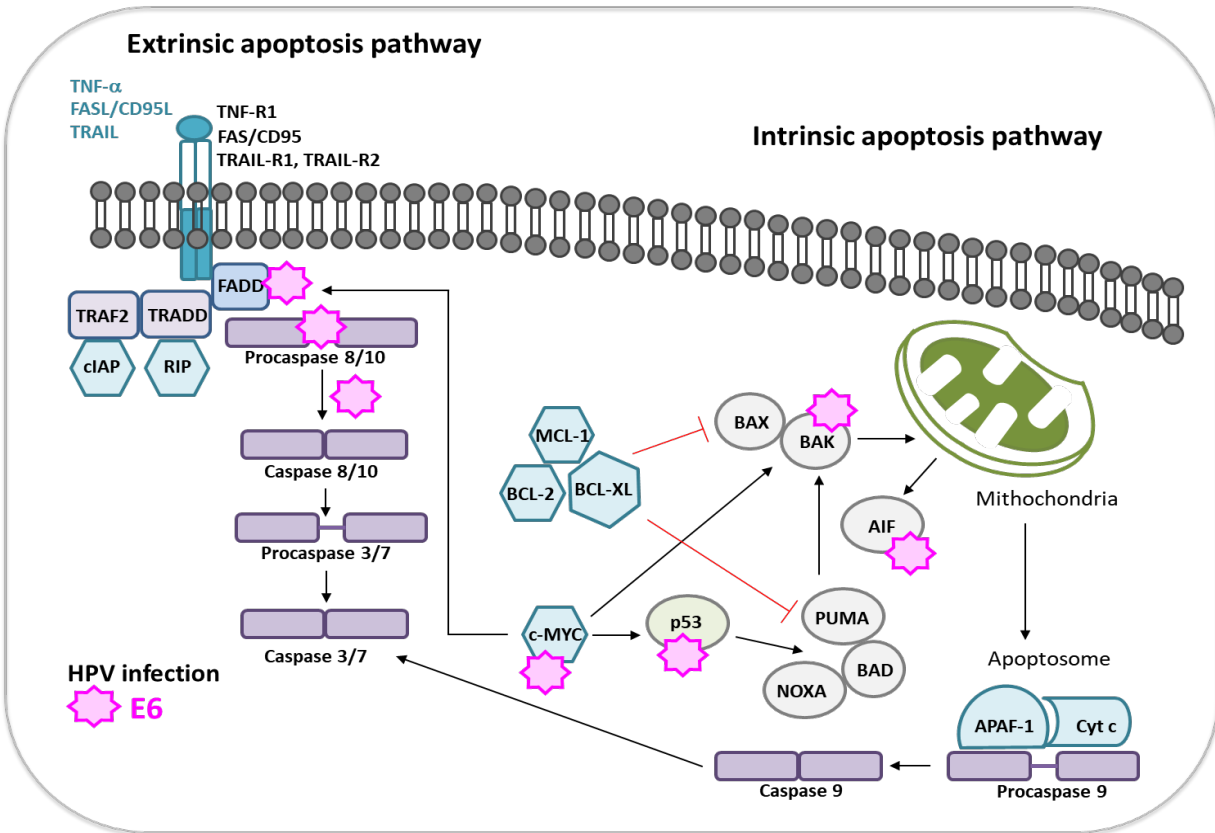 Extrinsic apoptosis pathway
TNF-α
FASL/CD95L
TRAIL
TNF-R1
FAS/CD95
TRAIL-R1, TRAIL-R2
Intrinsic apoptosis pathway
FADD
TRAF2
TRADD
cIAP
RIP
Procaspase 8/10
Caspase 8/10
Procaspase 3/7
Caspase 3/7
MCL-1
BCL-2
BCL-XL
BAX
BAK
Mithochondria
AIF
c-MYC
p53
PUMA
BAD
NOXA
Apoptosome
APAF-1
Cyt c
Procaspase 9
Caspase 9
HPV infection
E6